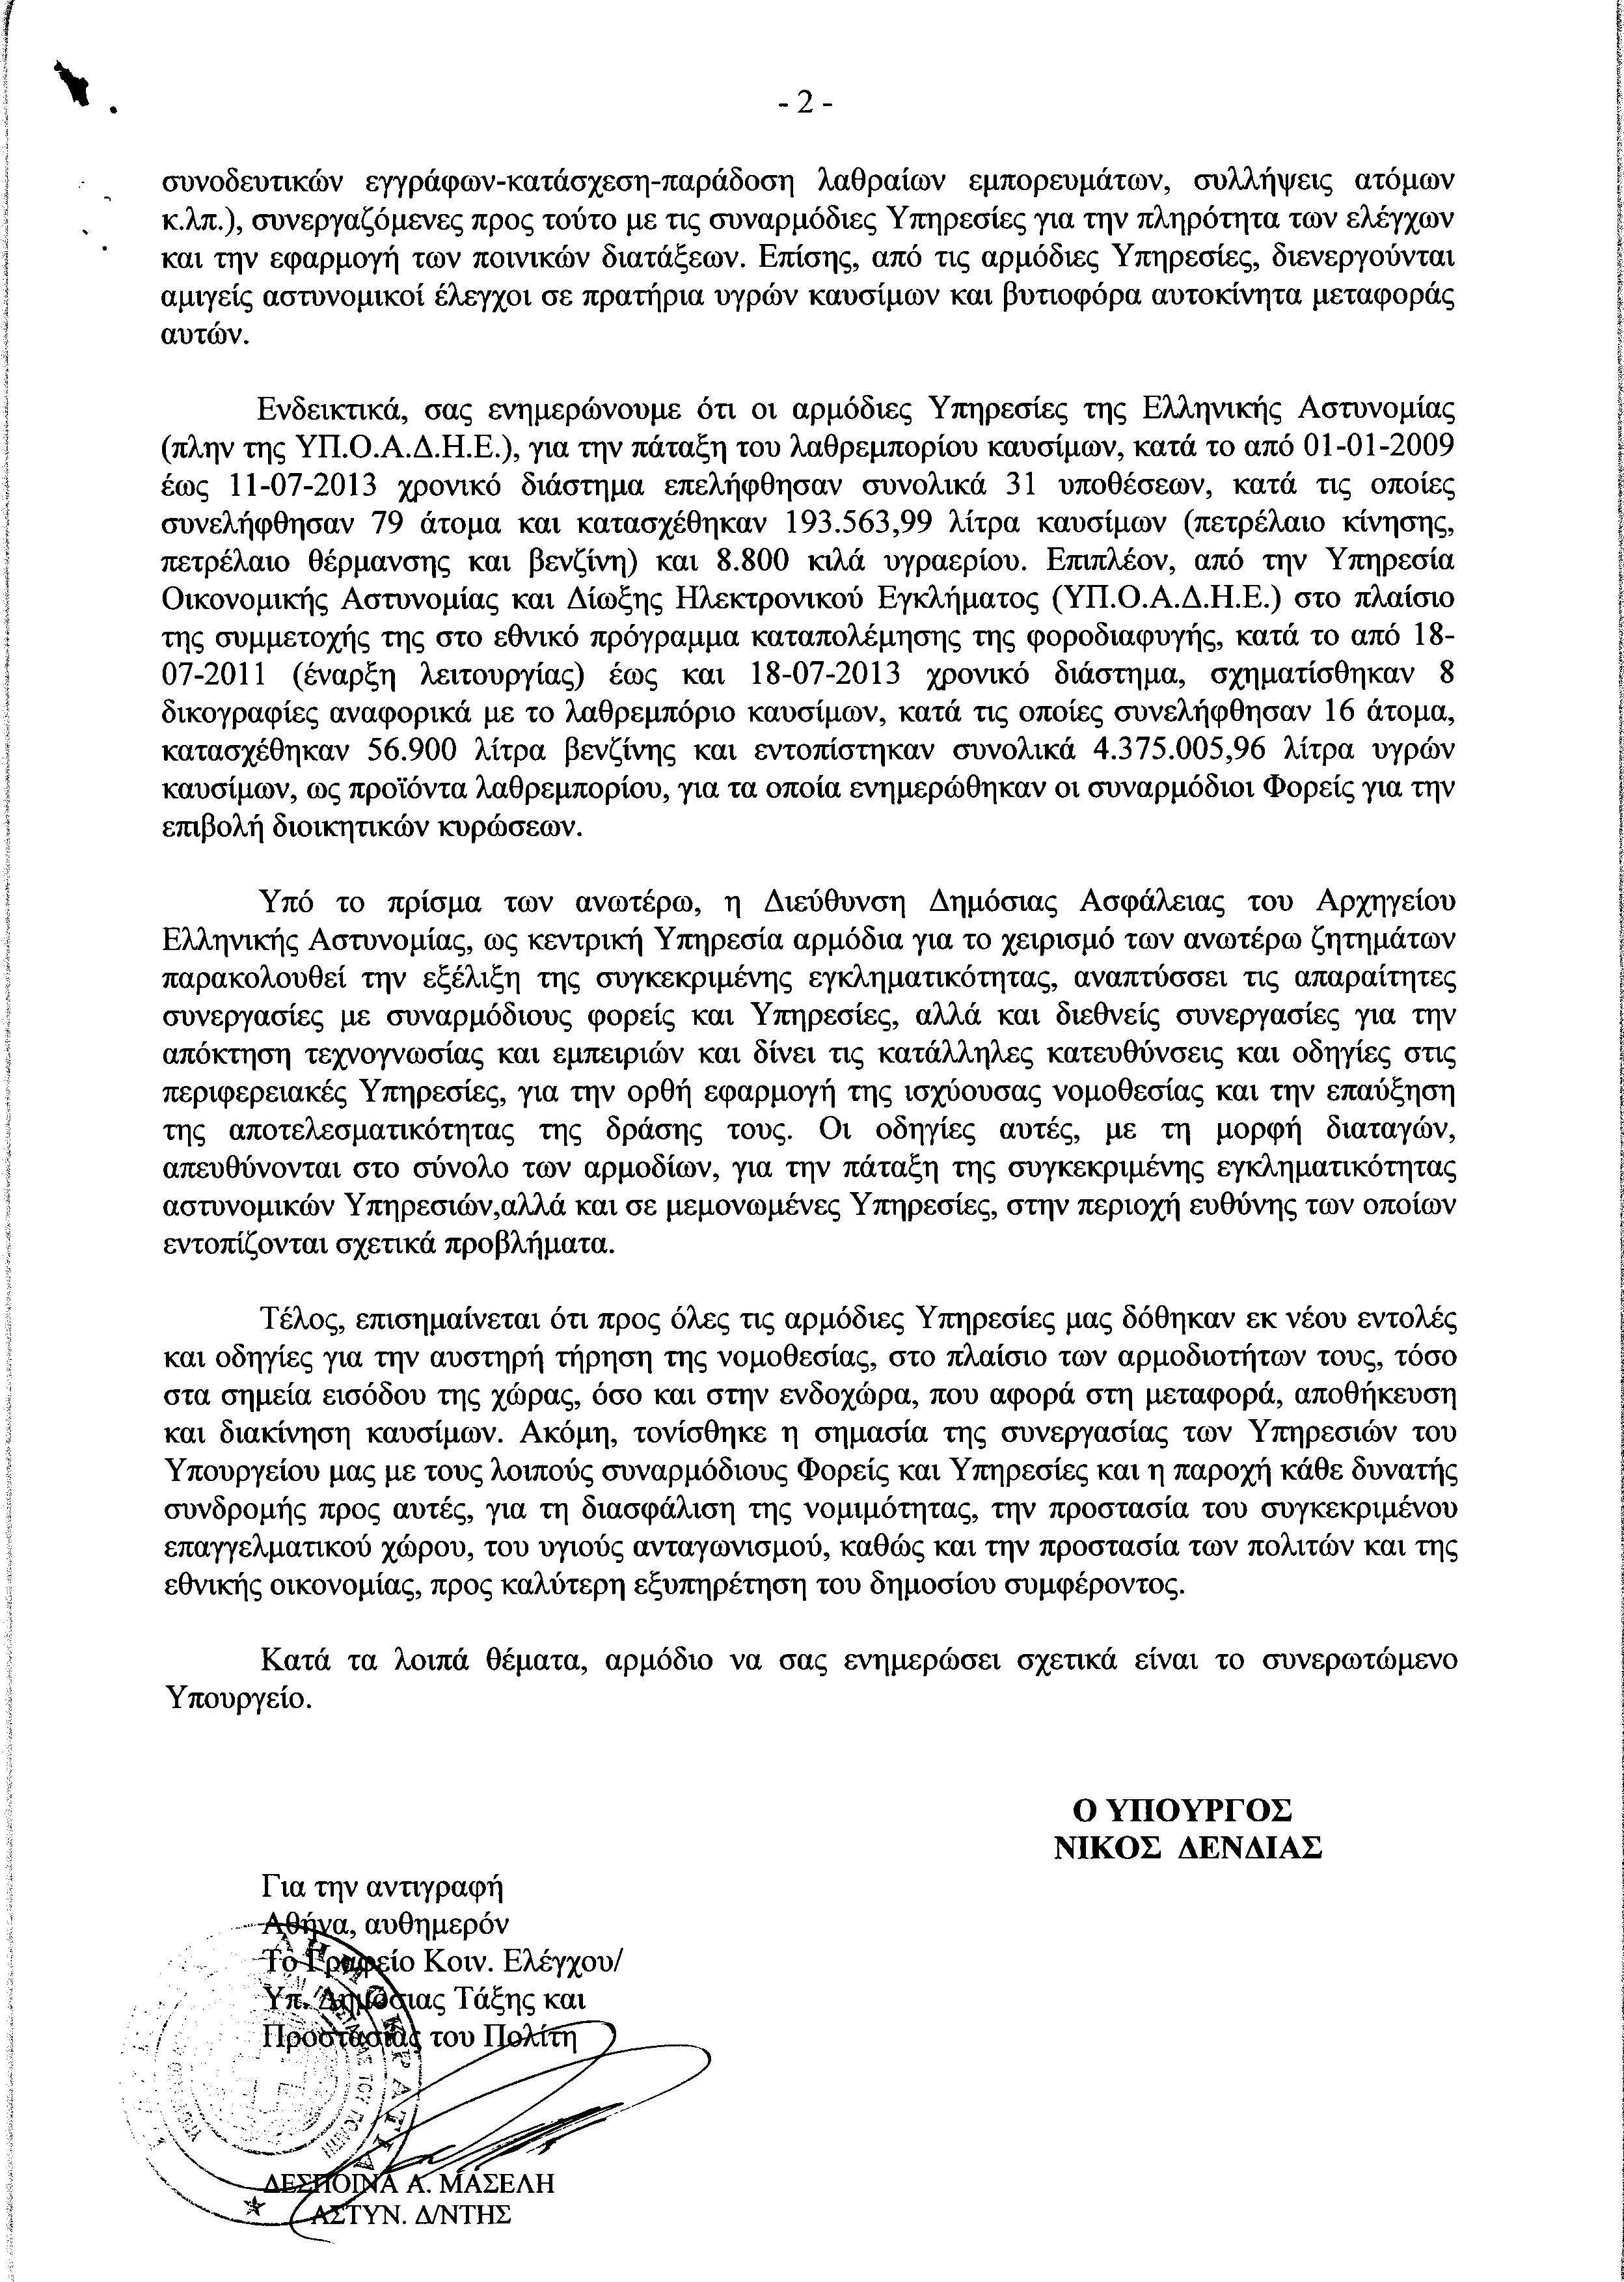 - 2 -
συνοδευτικών εγγράφων-κατάσχεση-παράδοση λαθραίων εμπορευμάτων, συλλήψεις ατόμων
κ.λπ.), συνεργαζόμενες προς τούτο με τις συναρμόδιες Υπηρεσίες για την πληρότητα των ελέγχων
και την εφαρμογή των ποινικών διατάξεων. Επίσης, από τις αρμόδιες Υπηρεσίες, διενεργούνται
αμιγείς αστυνομικοί έλεγχοι σε πρατήρια υγρών καυσίμων και βυτιοφόρα αυτοκίνητα μεταφοράς
αυτών.
Ενδεικτικά, σας ενημερώνουμε ότι οι αρμόδιες Υπηρεσίες της Ελληνικής Αστυνομίας
(πλην της ΥΠ.Ο.Α.Δ.Η.Ε.), για την πάταξη του λαθρεμπορίου καυσίμων, κατά το από 01-01-2009
έως 11-07-2013 χρονικό διάστημα επελήφθησαν συνολικά 31 υποθέσεων, κατά τις οποίες
συνελήφθησαν 79 άτομα και κατασχέθηκαν 193.563,99 λίτρα καυσίμων (πετρέλαιο κίνησης,
πετρέλαιο θέρμανσης και βενζίνη) και 8.800 κιλά υγραερίου. Επιπλέον, από την Υπηρεσία
Οικονομικής Αστυνομίας και Δίωξης Ηλεκτρονικού Εγκλήματος (ΥΠ.Ο.Α.Δ.Η.Ε.) στο πλαίσιο
της συμμετοχής της στο εθνικό πρόγραμμα καταπολέμησης της φοροδιαφυγής, κατά το από 18-
07-2011 (έναρξη λειτουργίας) έως και 18-07-2013 χρονικό διάστημα, σχηματίσθηκαν 8
δικογραφίες αναφορικά με το λαθρεμπόριο καυσίμων, κατά τις οποίες συνελήφθησαν 16 άτομα,
κατασχέθηκαν 56.900 λίτρα βενζίνης και εντοπίστηκαν συνολικά 4.375.005,96 λίτρα υγρών
καυσίμων, ως προϊόντα λαθρεμπορίου, για τα οποία ενημερώθηκαν οι συναρμόδιοι Φορείς για την
επιβολή διοικητικών κυρώσεων.
Υπό το πρίσμα των ανωτέρω, η Διεύθυνση Δημόσιας Ασφάλειας του Αρχηγείου
Ελληνικής Αστυνομίας, ως κεντρική Υπηρεσία αρμόδια για το χειρισμό των ανωτέρω ζητημάτων
παρακολουθεί την εξέλιξη της συγκεκριμένης εγκληματικότητας, αναπτύσσει τις απαραίτητες
συνεργασίες με συναρμόδιους φορείς και Υπηρεσίες, αλλά και διεθνείς συνεργασίες για την
απόκτηση τεχνογνωσίας και εμπειριών και δίνει τις κατάλληλες κατευθύνσεις και οδηγίες στις
περιφερειακές Υπηρεσίες, για την ορθή εφαρμογή της ισχύουσας νομοθεσίας και την επαύξηση
της αποτελεσματικότητας της δράσης τους. Οι οδηγίες αυτές, με τη μορφή διαταγών,
απευθύνονται στο σύνολο των αρμοδίων, για την πάταξη της συγκεκριμένης εγκληματικότητας
αστυνομικών Υπηρεσιών,αλλά και σε μεμονωμένες Υπηρεσίες, στην περιοχή ευθύνης των οποίων
εντοπίζονται σχετικά προβλήματα.
Τέλος, επισημαίνεται ότι προς όλες τις αρμόδιες Υπηρεσίες μας δόθηκαν εκ νέου εντολές
και οδηγίες για την αυστηρή τήρηση της νομοθεσίας, στο πλαίσιο των αρμοδιοτήτων τους, τόσο
στα σημεία εισόδου της χώρας, όσο και στην ενδοχώρα, που αφορά στη μεταφορά, αποθήκευση
και διακίνηση καυσίμων. Ακόμη, τονίσθηκε η σημασία της συνεργασίας των Υπηρεσιών του
Υπουργείου μας με τους λοιπούς συναρμόδιους Φορείς και Υπηρεσίες και η παροχή κάθε δυνατής
συνδρομής προς αυτές, για τη διασφάλιση της νομιμότητας, την προστασία του συγκεκριμένου
επαγγελματικού χώρου, του υγιούς ανταγωνισμού, καθώς και την προστασία των πολιτών και της
εθνικής οικονομίας, προς καλύτερη εξυπηρέτηση του δημοσίου συμφέροντος.
Κατά τα λοιπά θέματα, αρμόδιο να σας ενημερώσει σχετικά είναι το συνερωτώμενο
Υπουργείο.
Ο ΥΠΟΥΡΓΟΣ
ΝΙΚΟΣ ΔΕΝΔΙΑΣ
Για την αντιγραφή
Αθήνα, αυθημερόν
Το Γραφείο Κοιν. Ελέγχου/
Υπ. Δημόσιας Τάξης και
Προστασίας του Πολίτη
ΔΕΣΠΟΙΝΑ Α. ΜΑΣΕΛΗ
ΑΣΤΥΝ. Δ/ΝΤΗΣ